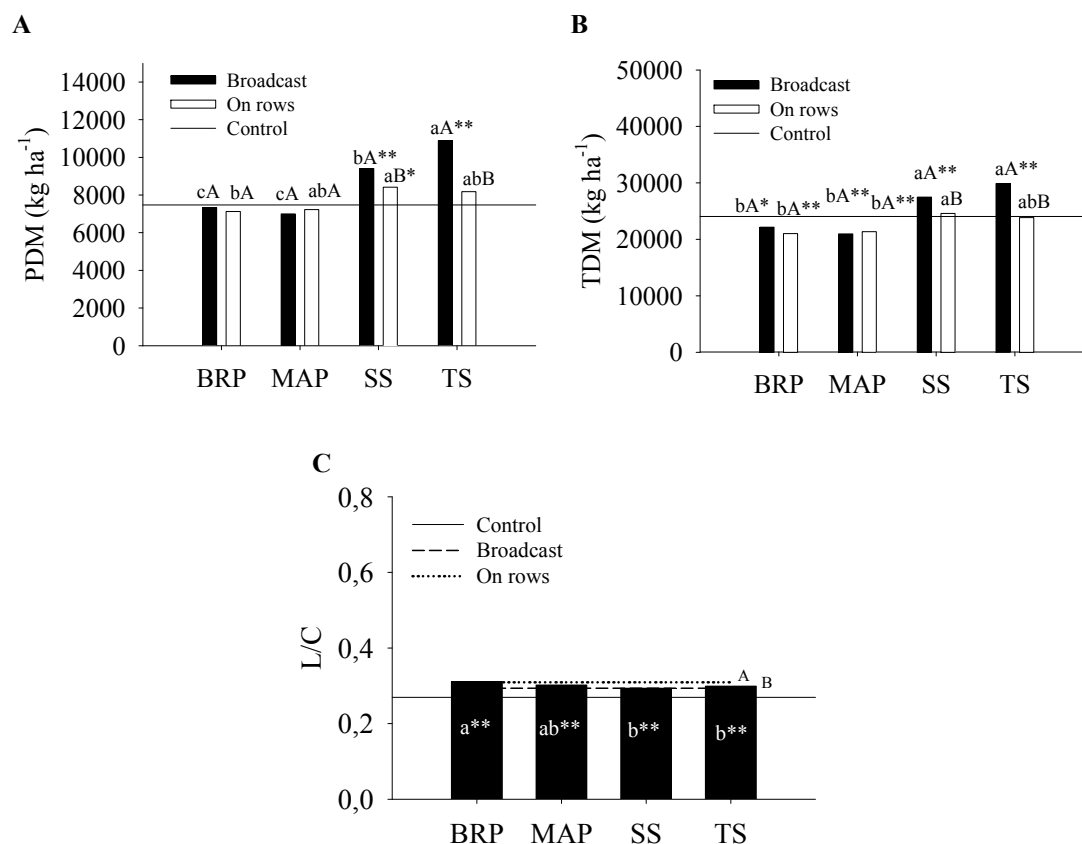 A
PDM (kg ha⁻¹)
14000
12000
10000
8000
6000
4000
2000
0
Broadcast
On rows
Control
cA bA cA abA bA** aB* aA** abB
BRP MAP SS TS
B
TDM (kg ha⁻¹)
50000
40000
30000
20000
10000
0
Broadcast
On rows
Control
bA* bA** bA** bA** aA** aB aA** abB
BRP MAP SS TS
C
L/C
0,8
0,6
0,4
0,2
0,0
Control
Broadcast
On rows
A
B
a** ab** b** b**
BRP MAP SS TS